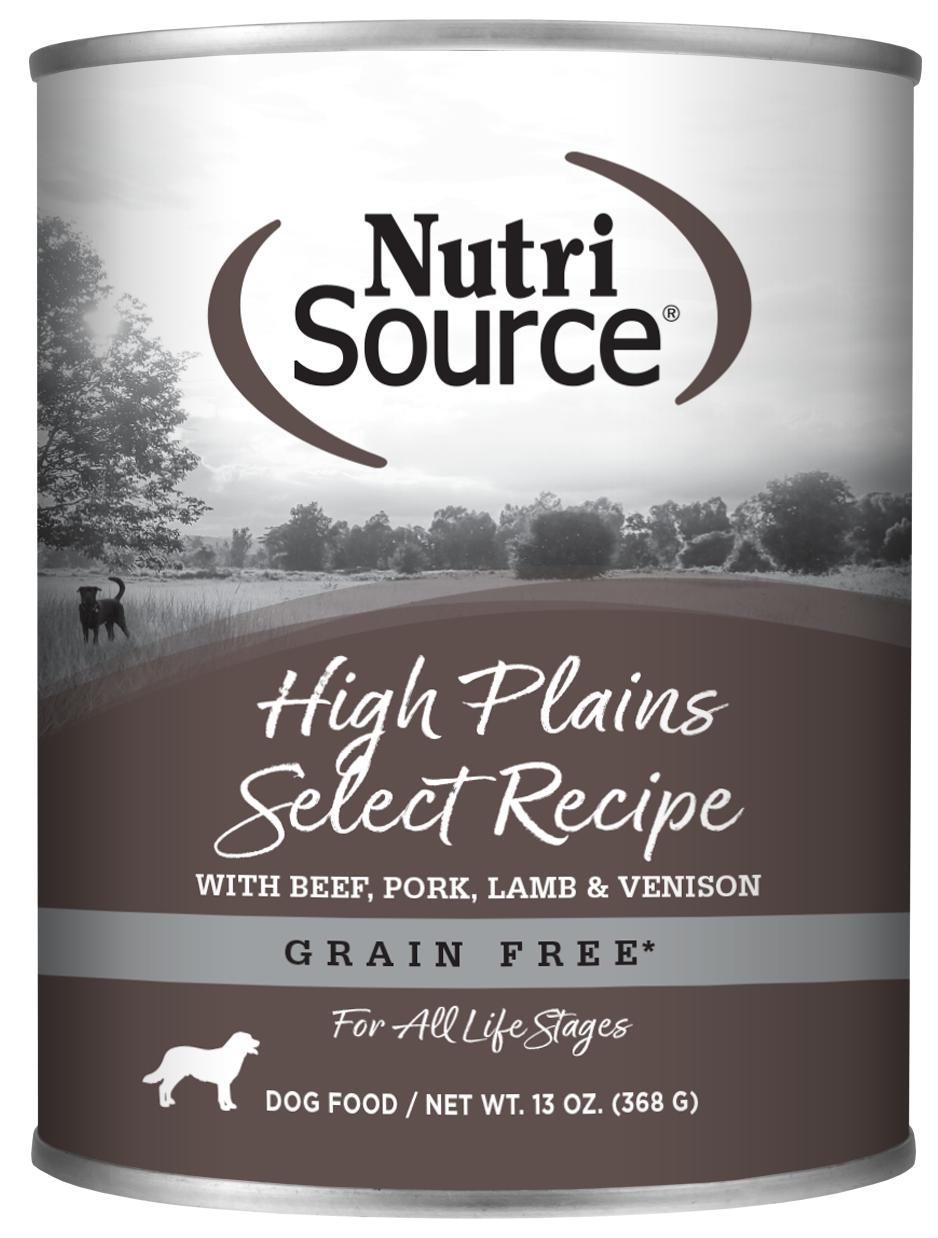 Nutri
Source®
High Plains
Select Recipe
WITH BEEF, PORK, LAMB & VENISON
GRAIN FREE*
For All Life Stages
DOG FOOD / NET WT. 13 OZ. (368 G)